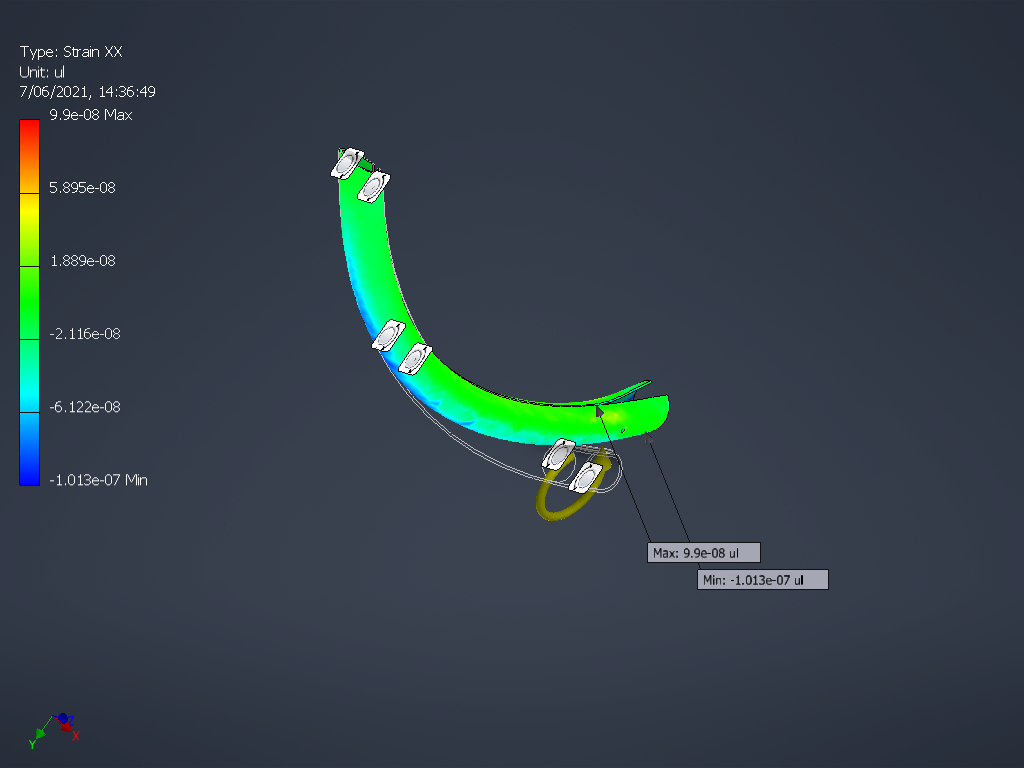 Type: Strain XX
Unit: ul
7/06/2021, 14:36:49
9.9e-08 Max
5.895e-08
1.889e-08
-2.116e-08
-6.122e-08
-1.013e-07 Min
Max: 9.9e-08 ul
Min: -1.013e-07 ul
Z
X
Y